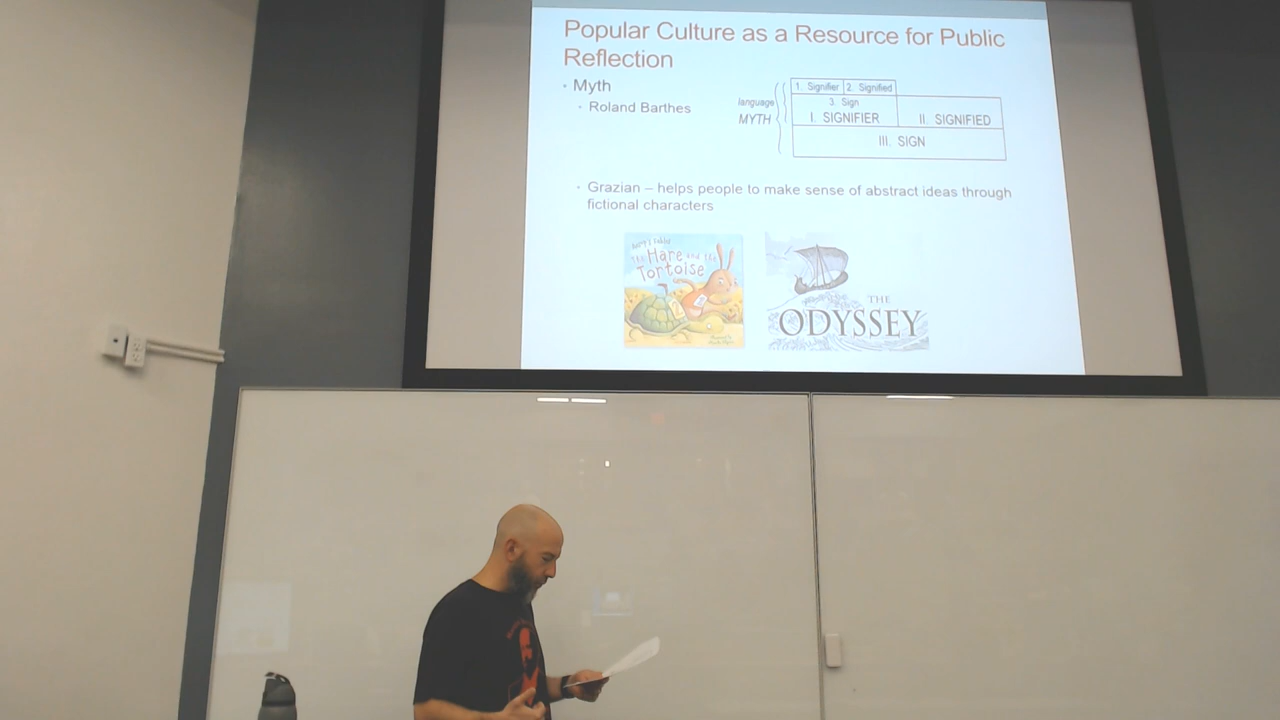 Popular Culture as a Resource for Public
Reflection
• Myth
• Roland Barthes
language
MYTH
1. Signifier
2. Signified
3. Sign
I. SIGNIFIER
II. SIGNIFIED
III. SIGN
• Grazian – helps people to make sense of abstract ideas through
fictional characters
the Hare and the
Tortoise
THE
ODYSSEY